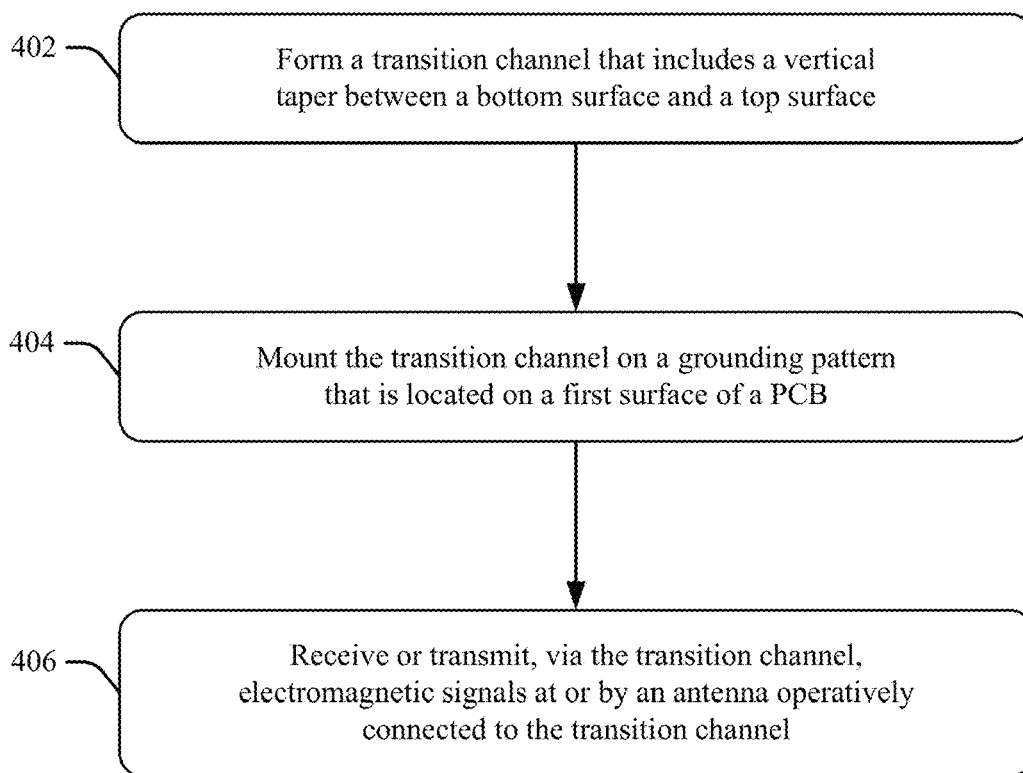 402
Form a transition channel that includes a vertical
taper between a bottom surface and a top surface
404
Mount the transition channel on a grounding pattern
that is located on a first surface of a PCB
406
Receive or transmit, via the transition channel,
electromagnetic signals at or by an antenna operatively
connected to the transition channel